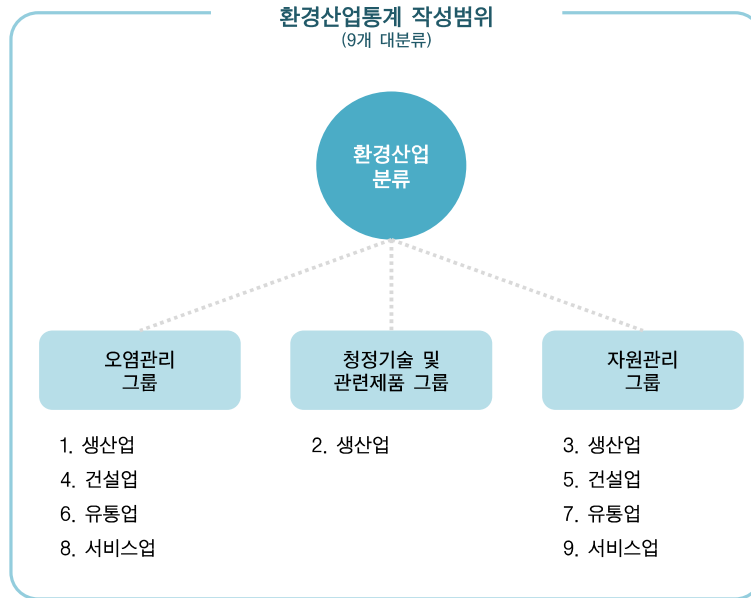 환경산업통계 작성범위
(9개 대분류)
환경산업
분류
오염관리
그룹
1. 생산업
4. 건설업
6. 유통업
8. 서비스업
청정기술 및
관련제품 그룹
2. 생산업
자원관리
그룹
3. 생산업
5. 건설업
7. 유통업
9. 서비스업